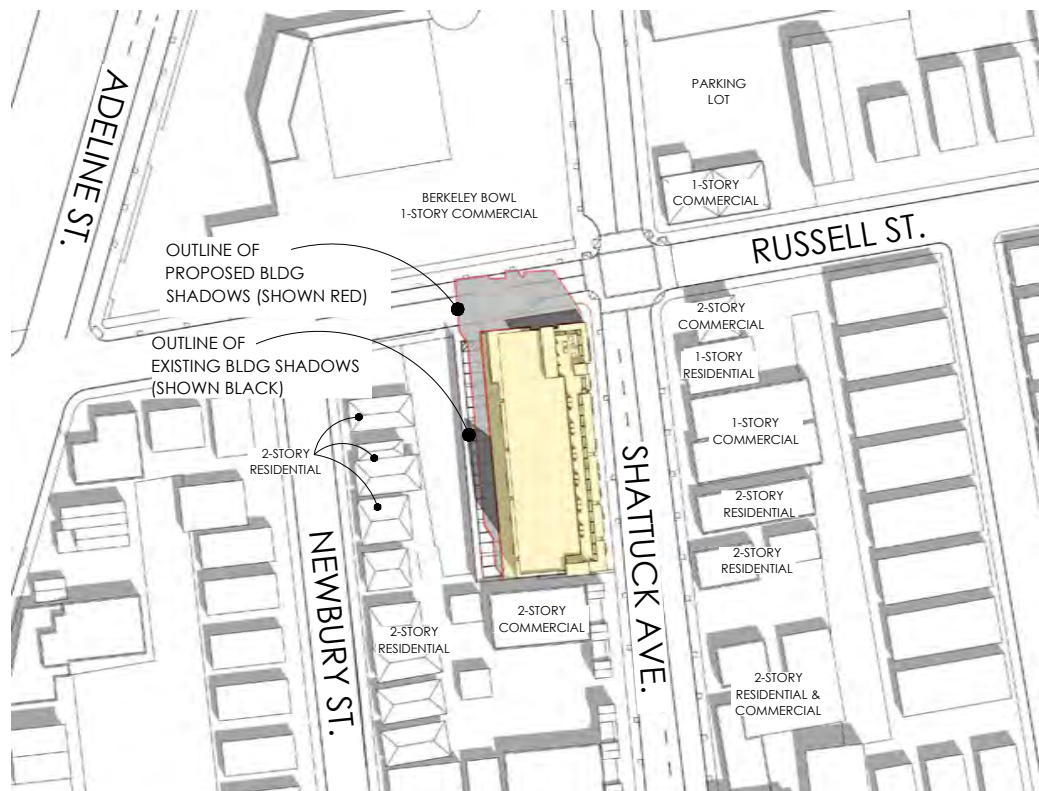 ADELINE ST.
PARKING
LOT
BERKELEY BOWL
1-STORY COMMERCIAL
1-STORY
COMMERCIAL
RUSSELL ST.
OUTLINE OF
PROPOSED BLDG
SHADOWS (SHOWN RED)
OUTLINE OF
EXISTING BLDG SHADOWS
(SHOWN BLACK)
2-STORY
COMMERCIAL
1-STORY
RESIDENTIAL
1-STORY
COMMERCIAL
2-STORY
RESIDENTIAL
2-STORY
RESIDENTIAL
2-STORY
RESIDENTIAL
NEWBURY ST.
SHATTUCK AVE.
2-STORY
COMMERCIAL
2-STORY
RESIDENTIAL
2-STORY
RESIDENTIAL &
COMMERCIAL